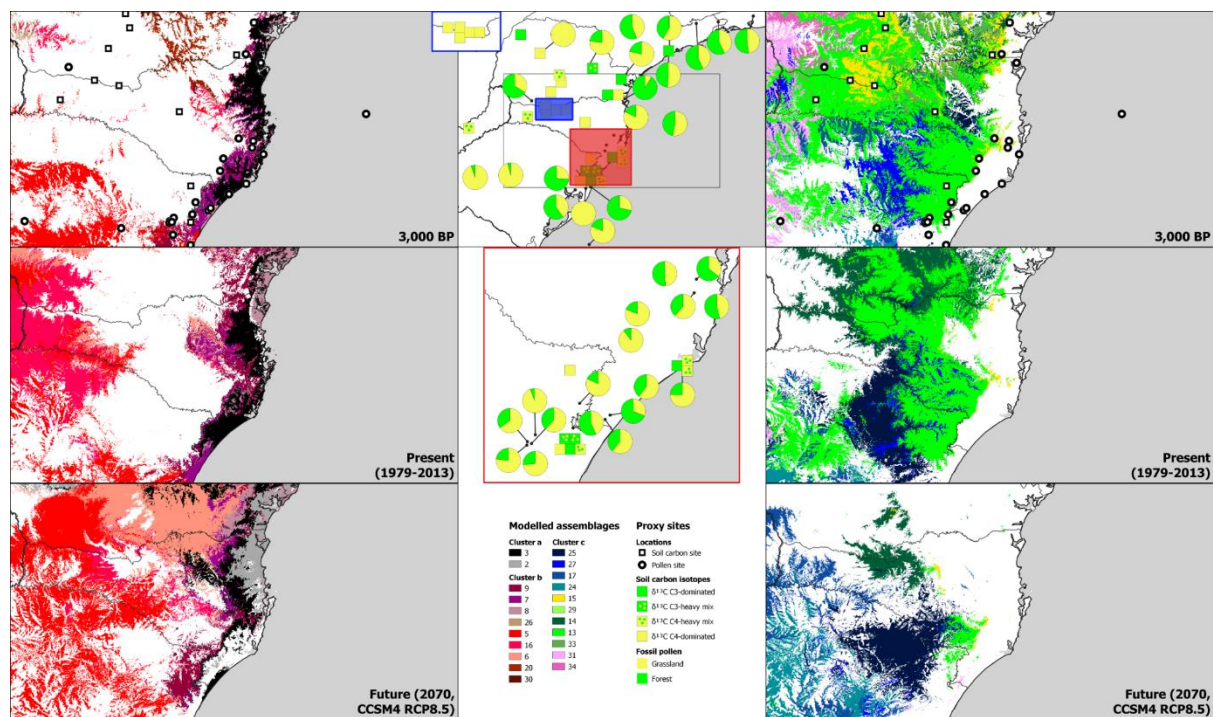 3,000 BP
3,000 BP
Present
(1979-2013)
Present
(1979-2013)
Modelled assemblages
Cluster a
3
2
Cluster b
9
7
8
26
5
16
6
20
30
Cluster c
25
27
17
24
15
29
14
13
33
31
34
Proxy sites
Locations
Soil carbon site
Pollen site
Soil carbon isotopes
δ¹³C C3-dominated
δ¹³C C3-heavy mix
δ¹³C C4-heavy mix
δ¹³C C4-dominated
Fossil pollen
Grassland
Forest
Future (2070,
CCSM4 RCP8.5)
Future (2070,
CCSM4 RCP8.5)